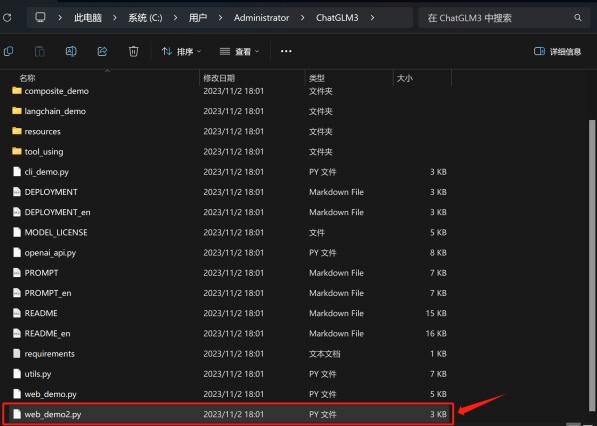 此电脑 > 系统 (C:) > 用户 > Administrator > ChatGLM3 >
在 ChatGLM3 中搜索
排序 查看 ••• 详细信息
名称 修改日期 类型 大小
composite_demo 2023/11/2 18:01 文件夹
langchain_demo 2023/11/2 18:01 文件夹
resources 2023/11/2 18:01 文件夹
tool_using 2023/11/2 18:01 文件夹
cli_demo.py 2023/11/2 18:01 PY 文件 3 KB
DEPLOYMENT 2023/11/2 18:01 Markdown File 3 KB
DEPLOYMENT_en 2023/11/2 18:01 Markdown File 3 KB
MODEL_LICENSE 2023/11/2 18:01 文件 5 KB
openai_api.py 2023/11/2 18:01 PY 文件 8 KB
PROMPT 2023/11/2 18:01 Markdown File 7 KB
PROMPT_en 2023/11/2 18:01 Markdown File 7 KB
README 2023/11/2 18:01 Markdown File 15 KB
README_en 2023/11/2 18:01 Markdown File 16 KB
requirements 2023/11/2 18:01 文本文档 1 KB
utils.py 2023/11/2 18:01 PY 文件 7 KB
web_demo.py 2023/11/2 18:01 PY 文件 5 KB
web_demo2.py 2023/11/2 18:01 PY 文件 3 KB